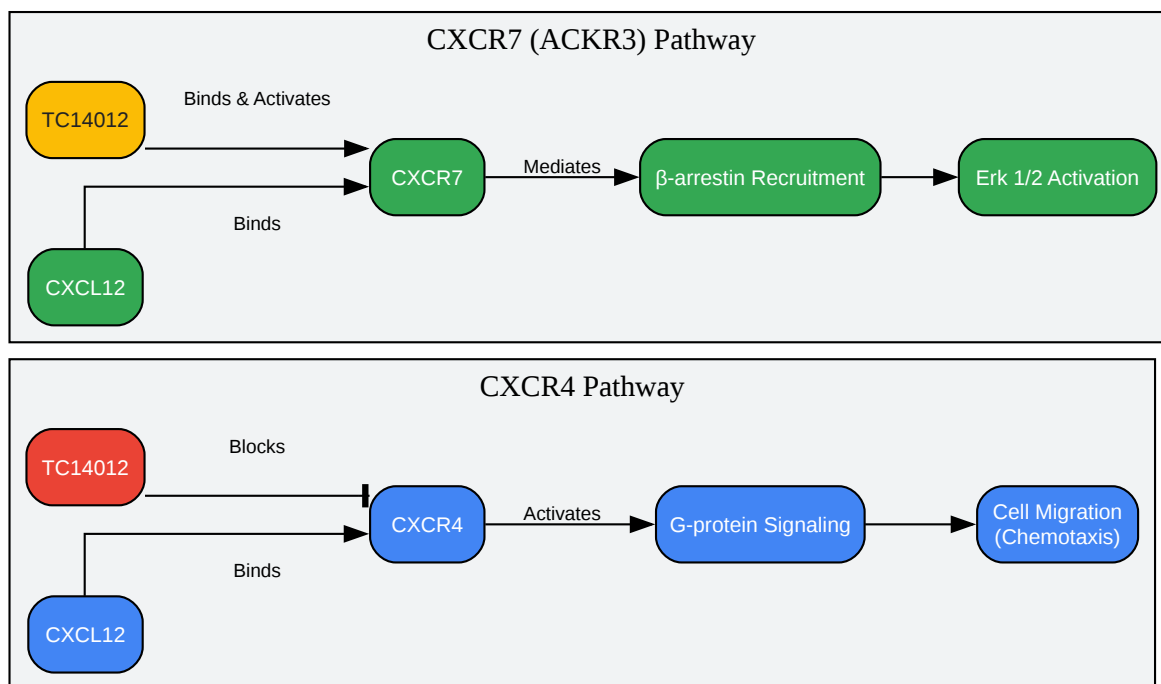 CXCR7 (ACKR3) Pathway
TC14012
Binds & Activates
CXCR7
Mediates
β-arrestin Recruitment
Erk 1/2 Activation
Binds
CXCL12
CXCR4 Pathway
TC14012
Blocks
CXCR4
Activates
G-protein Signaling
Cell Migration
(Chemotaxis)
Binds
CXCL12